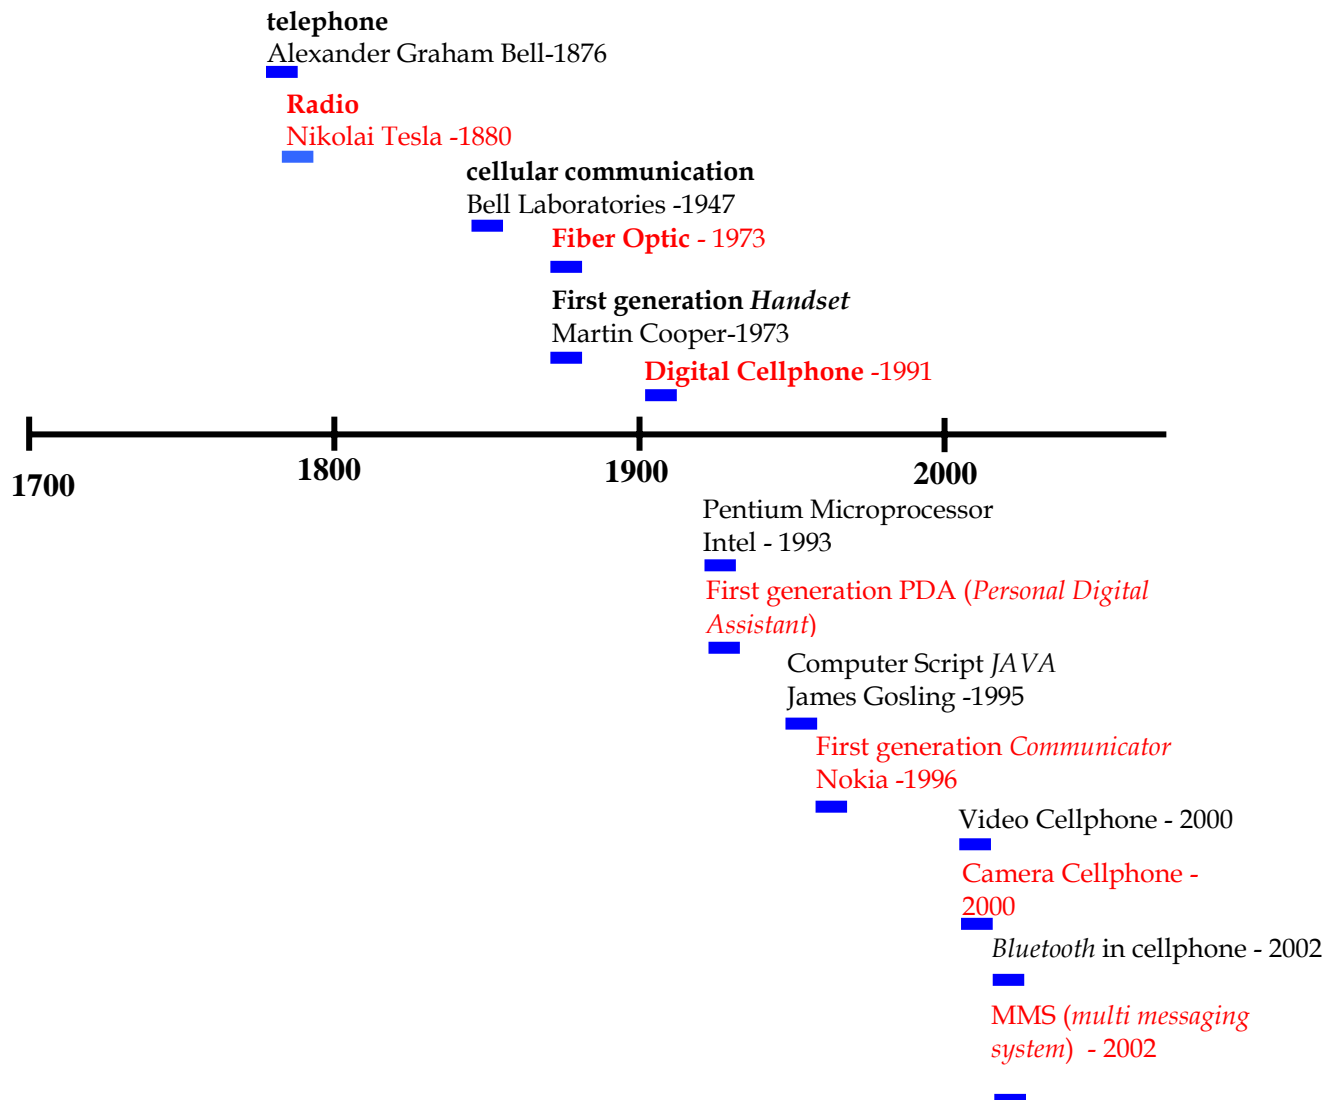 telephone
Alexander Graham Bell-1876
Radio
Nikolai Tesla -1880
cellular communication
Bell Laboratories -1947
Fiber Optic - 1973
First generation Handset
Martin Cooper-1973
Digital Cellphone -1991
1700
1800
1900
2000
Pentium Microprocessor
Intel - 1993
First generation PDA (Personal Digital
Assistant)
Computer Script JAVA
James Gosling -1995
First generation Communicator
Nokia -1996
Video Cellphone - 2000
Camera Cellphone -
2000
Bluetooth in cellphone - 2002
MMS (multi messaging
system) - 2002